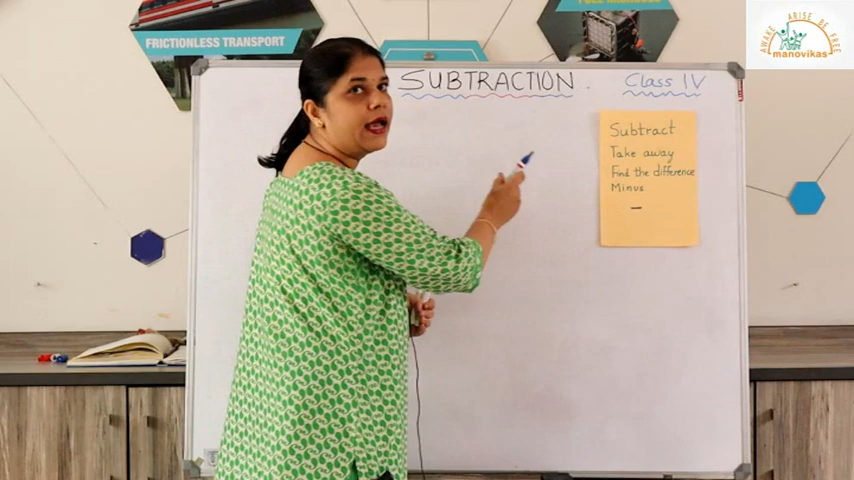 FRICTIONLESS TRANSPORT
AWAKE ARISE BE FREE
manovikas
SUBTRACTION.
Class IV
Subtract
Take away
Find the difference
Minus
—